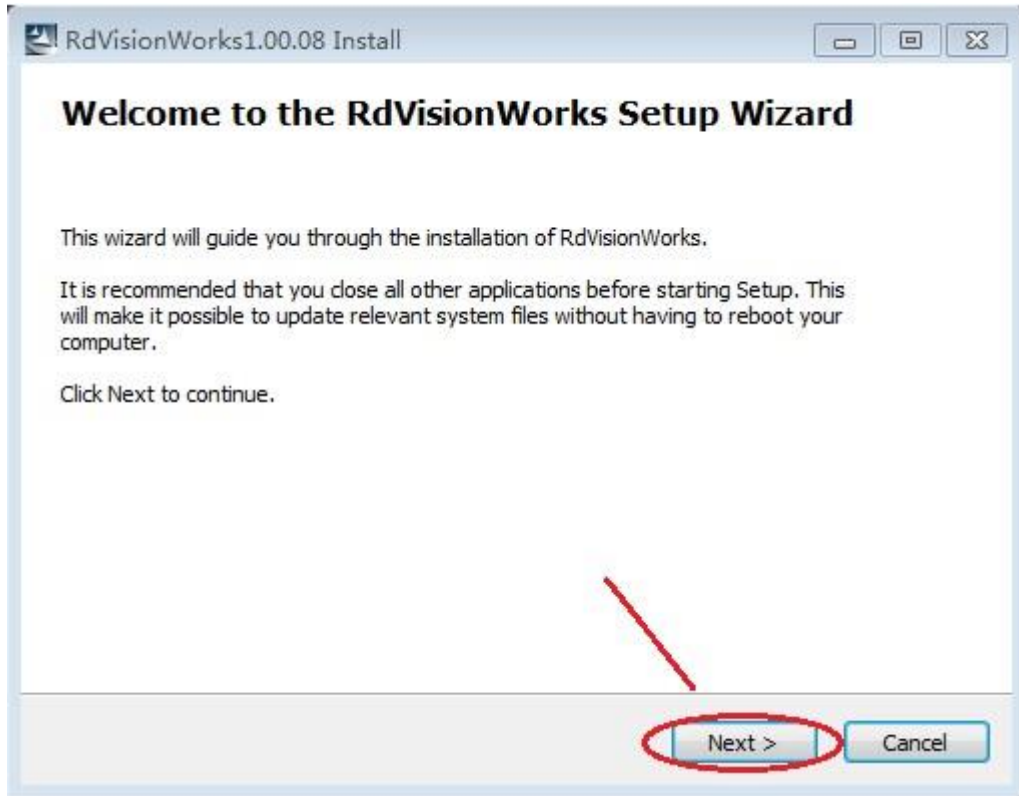 RdVisionWorks1.00.08 Install
Welcome to the RdVisionWorks Setup Wizard
This wizard will guide you through the installation of RdVisionWorks.
It is recommended that you close all other applications before starting Setup. This
will make it possible to update relevant system files without having to reboot your
computer.
Click Next to continue.
Next >
Cancel